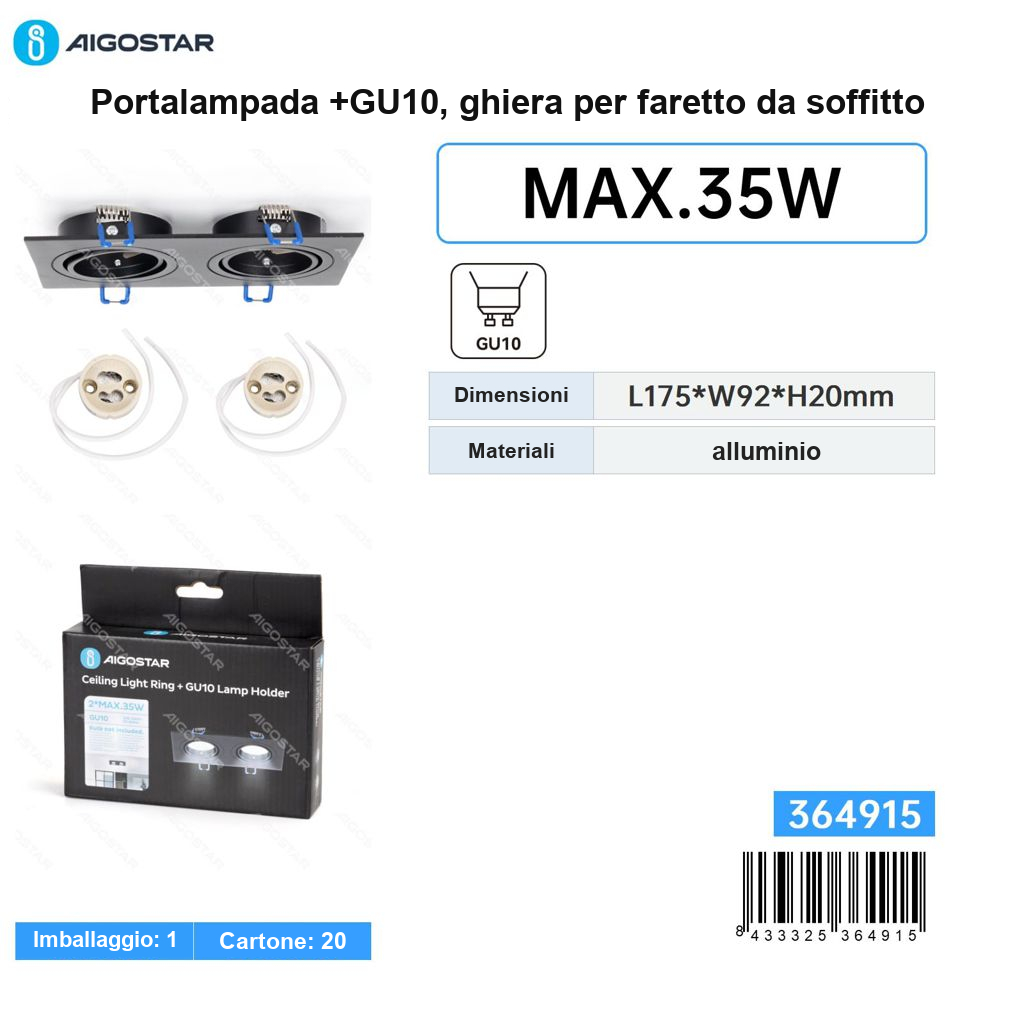 AIGOSTAR
Portalampada +GU10, ghiera per faretto da soffitto
MAX.35W
GU10
Dimensioni L175*W92*H20mm
Materiali alluminio
AIGOSTAR
Ceiling Light Ring + GU10 Lamp Holder
2*MAX.35W
GU10
Bulb not included.
364915
8 433325 364915
Imballaggio: 1 Cartone: 20